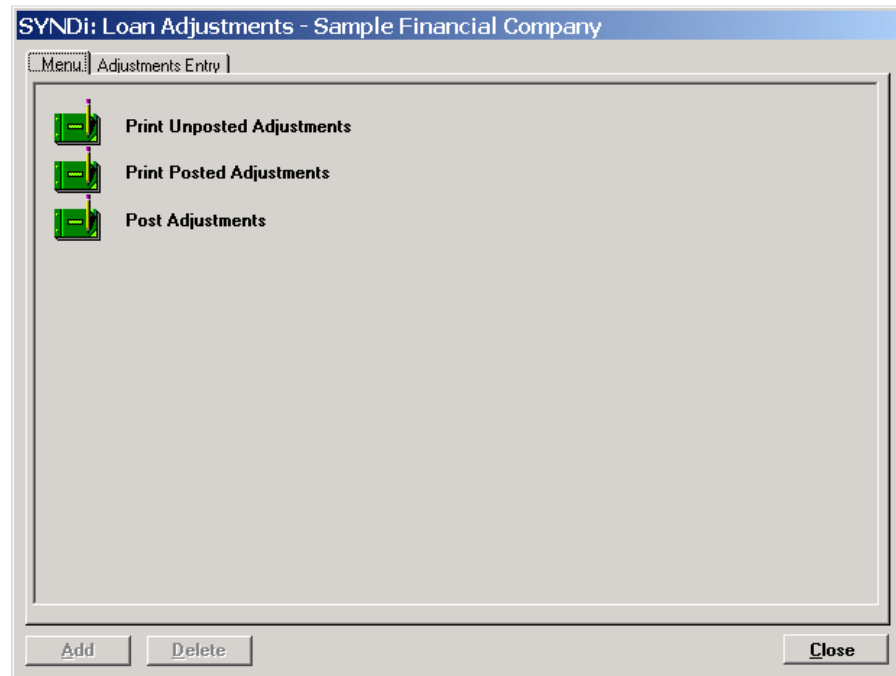 SYNDi: Loan Adjustments - Sample Financial Company
Menu Adjustments Entry
Print Unposted Adjustments
Print Posted Adjustments
Post Adjustments
Add Delete Close